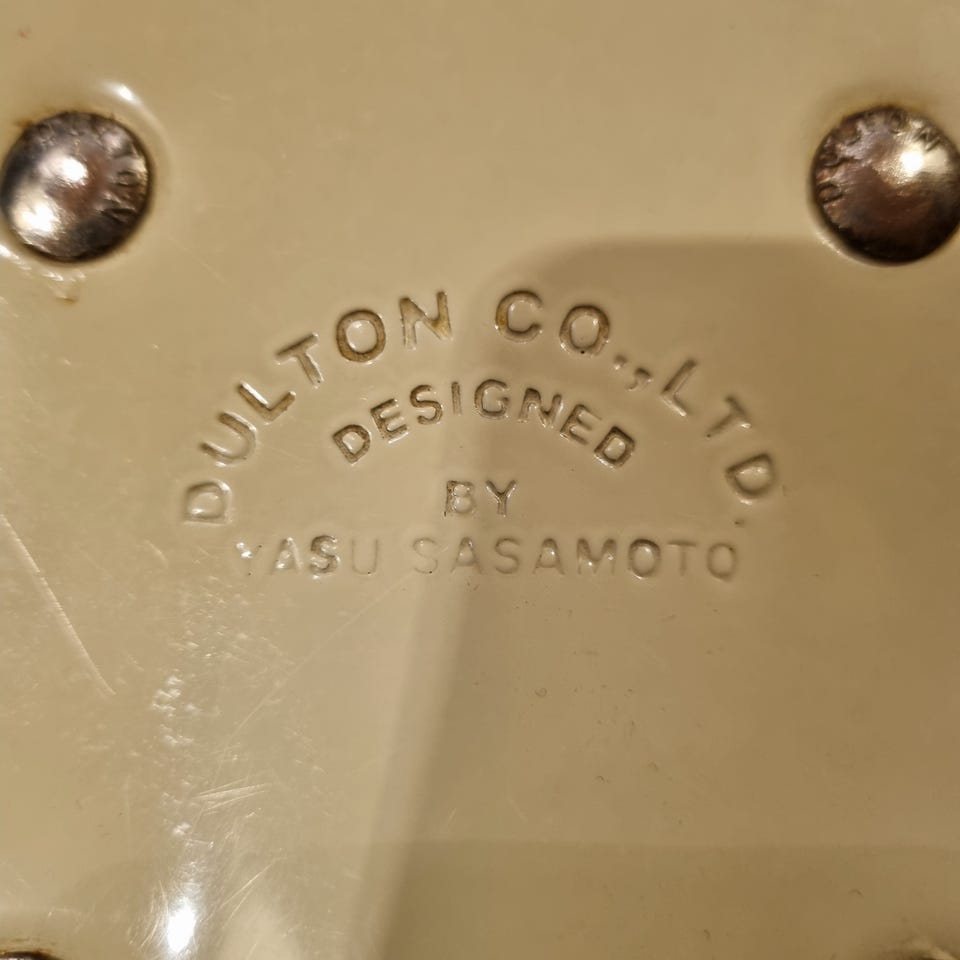 DULTON CO.,LTD.
DESIGNED
BY
YASU SASAMOTO